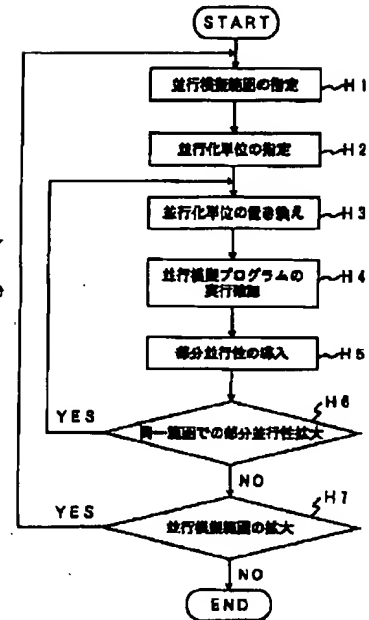 START
並行模擬範囲の指定
H1
並行化単位の指定
H2
並行化単位の置き換え
H3
並行模擬プログラムの
実行確認
H4
部分並行性の導入
H5
同一範囲での部分並行性拡大
H6
YES
NO
並行模擬範囲の拡大
H7
YES
NO
END